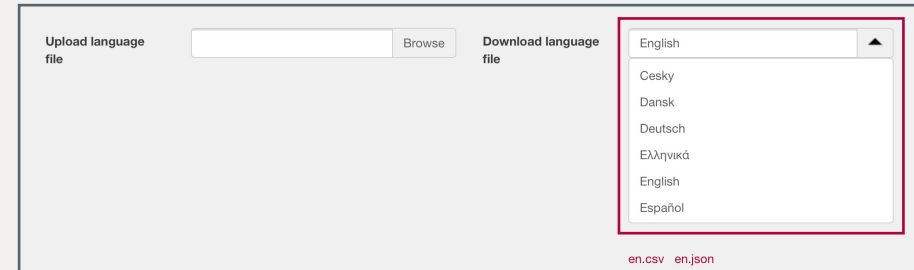 Upload language
file
Browse
Download language
file
English
Cesky
Dansk
Deutsch
Ελληνικά
English
Español
en.csv en.json